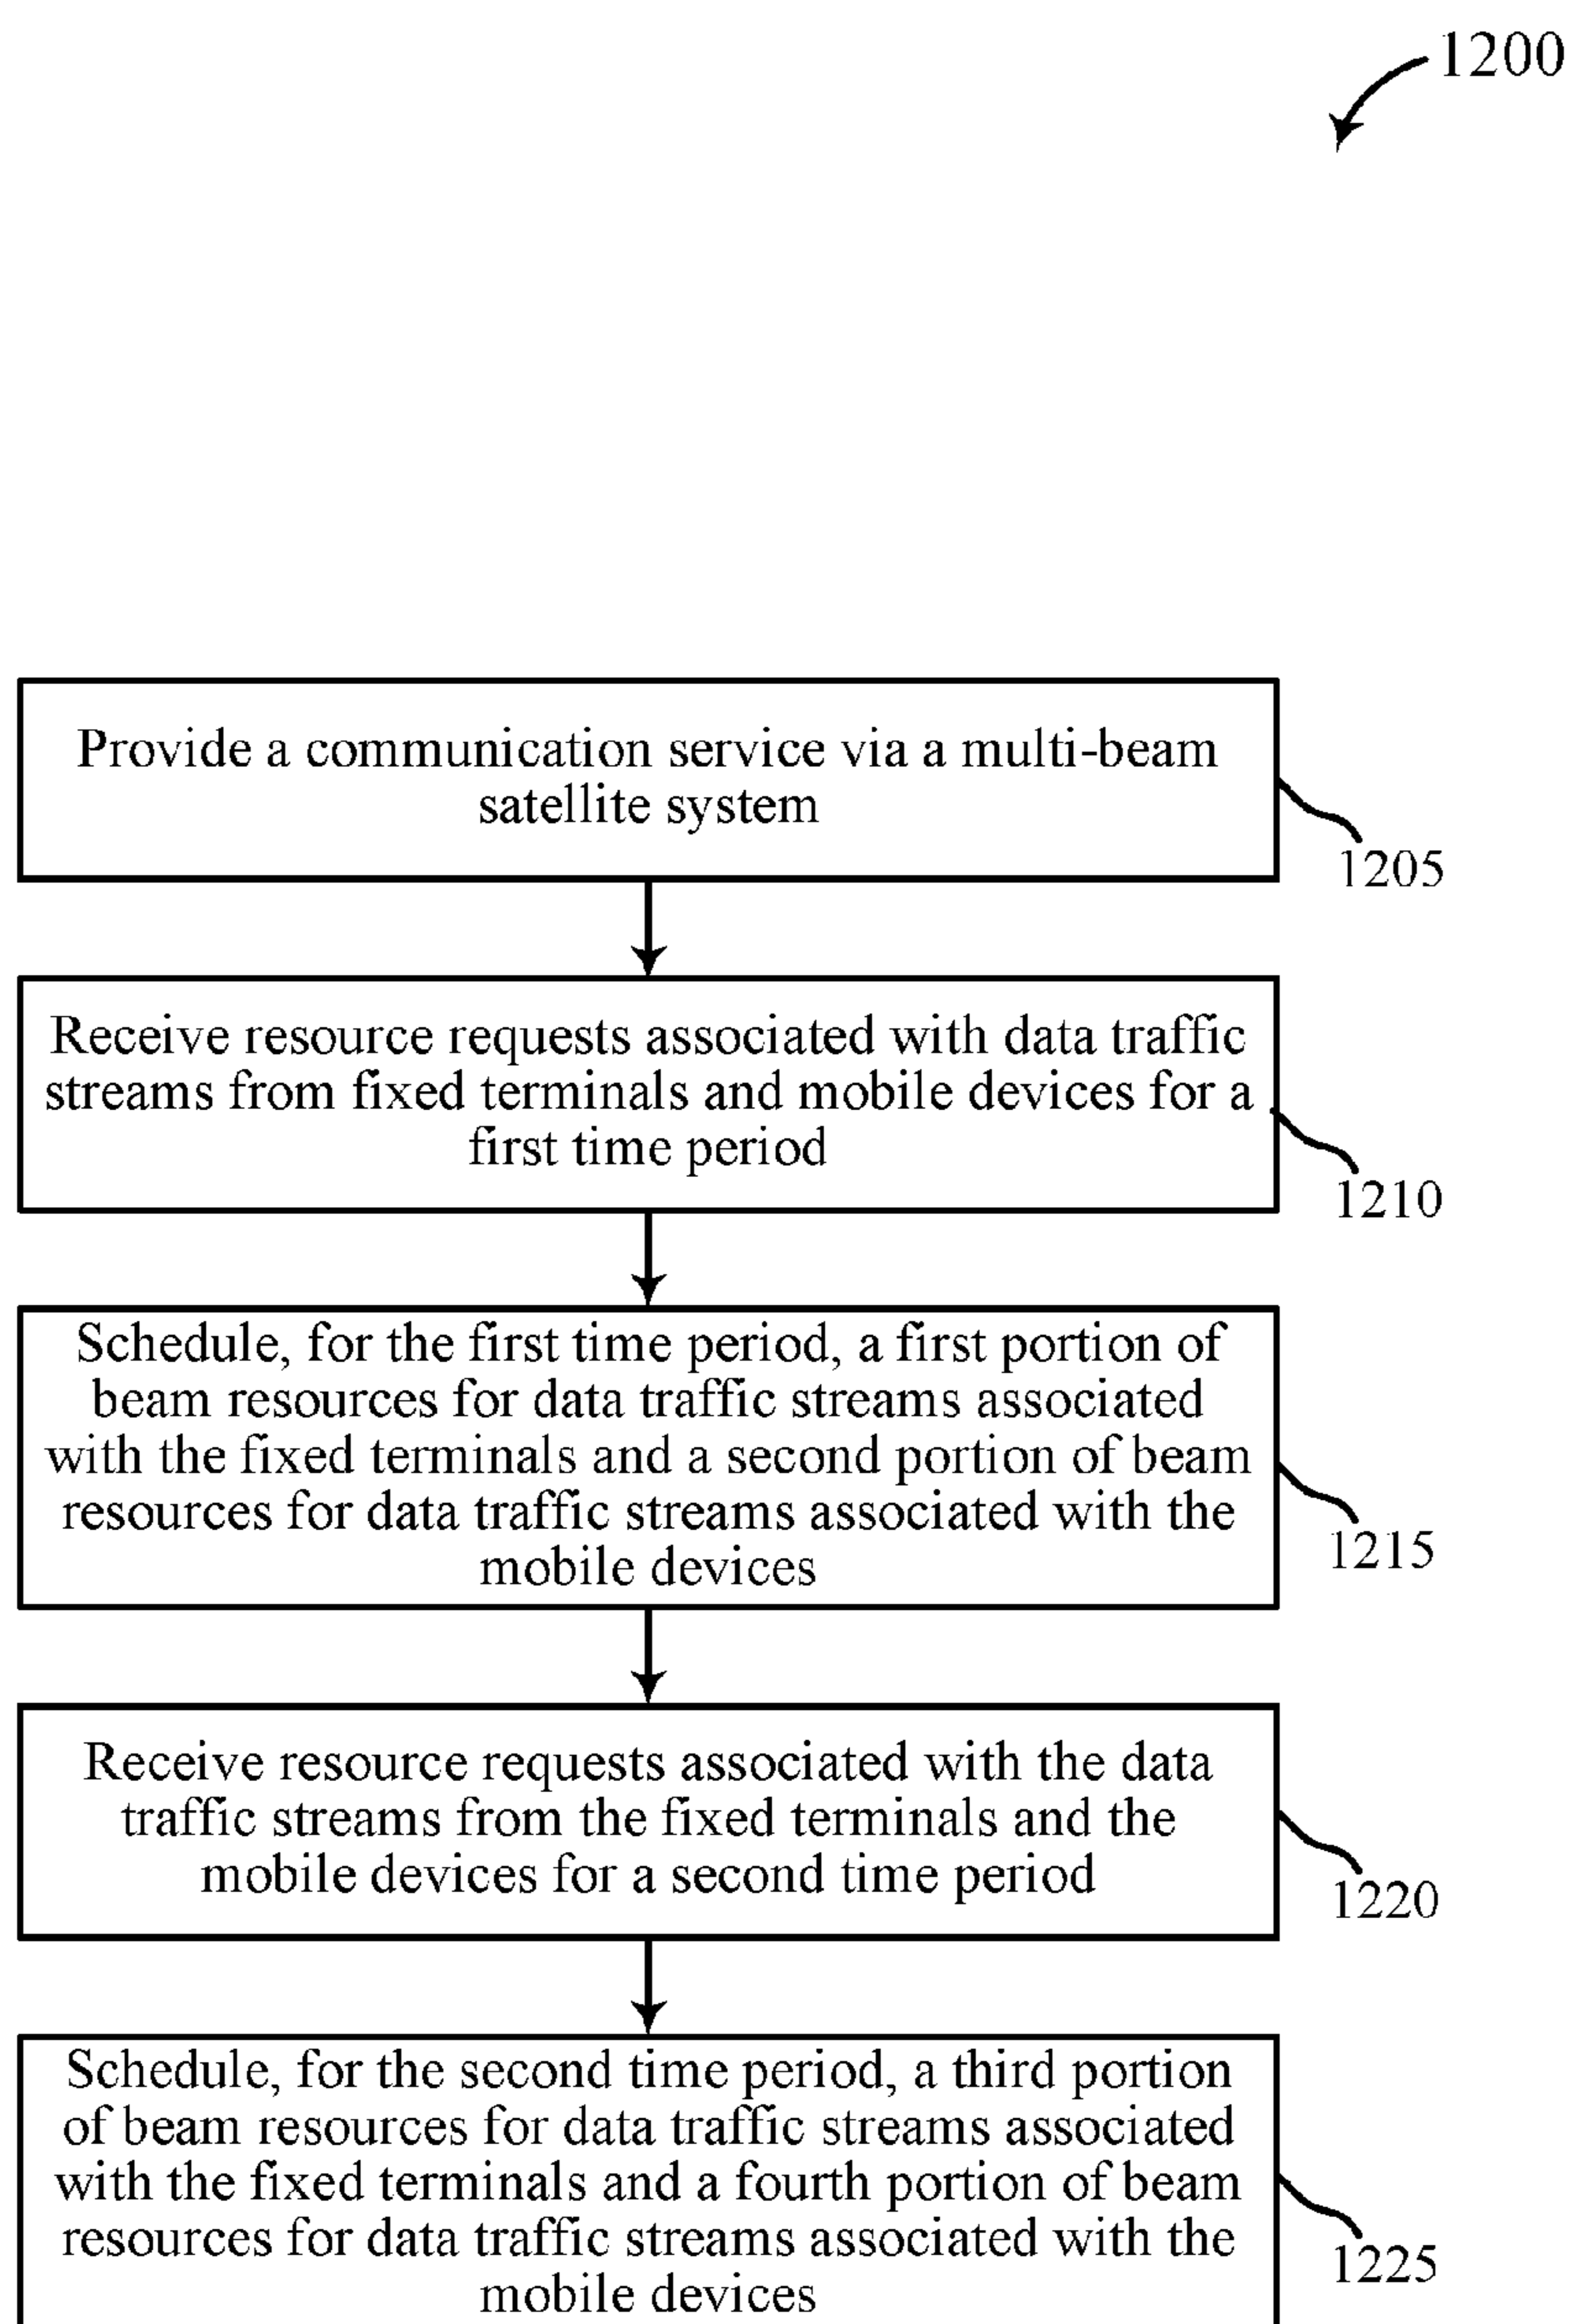 1200
Provide a communication service via a multi-beam
satellite system
1205
Receive resource requests associated with data traffic
streams from fixed terminals and mobile devices for a
first time period
1210
Schedule, for the first time period, a first portion of
beam resources for data traffic streams associated
with the fixed terminals and a second portion of beam
resources for data traffic streams associated with the
mobile devices
1215
Receive resource requests associated with the data
traffic streams from the fixed terminals and the
mobile devices for a second time period
1220
Schedule, for the second time period, a third portion
of beam resources for data traffic streams associated
with the fixed terminals and a fourth portion of beam
resources for data traffic streams associated with the
mobile devices
1225